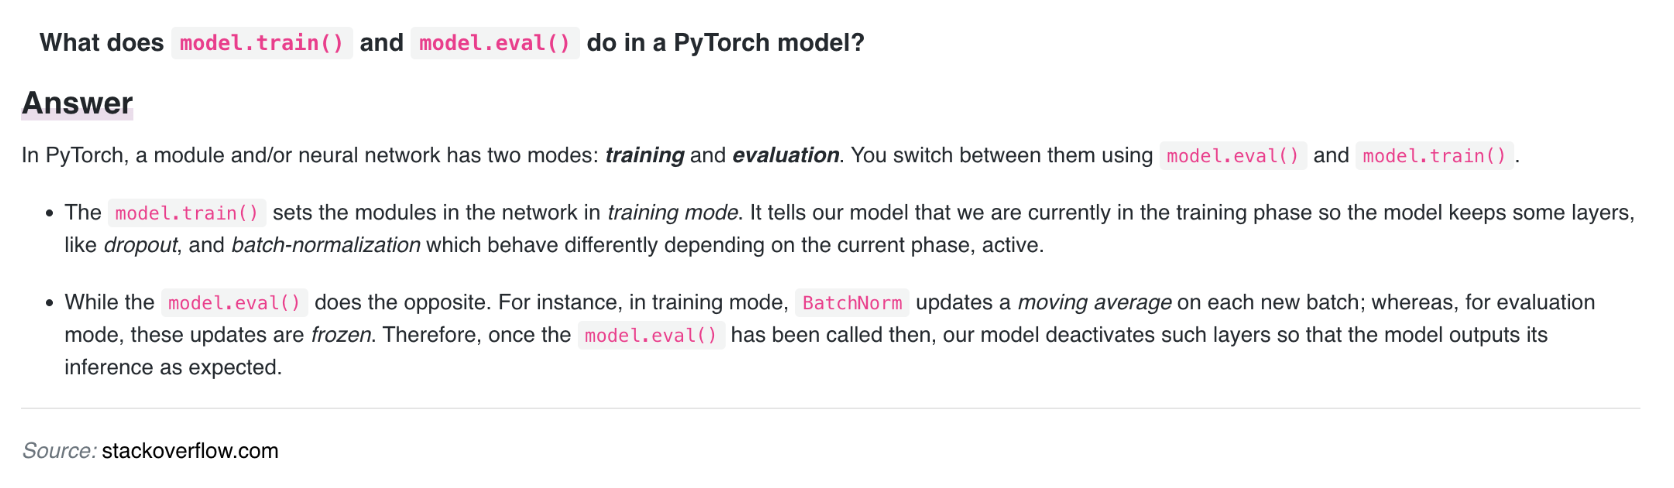 What does model.train() and model.eval() do in a PyTorch model?
Answer
In PyTorch, a module and/or neural network has two modes: training and evaluation. You switch between them using model.eval() and model.train() .
• The model.train() sets the modules in the network in training mode. It tells our model that we are currently in the training phase so the model keeps some layers,
like dropout, and batch-normalization which behave differently depending on the current phase, active.
• While the model.eval() does the opposite. For instance, in training mode, BatchNorm updates a moving average on each new batch; whereas, for evaluation
mode, these updates are frozen. Therefore, once the model.eval() has been called then, our model deactivates such layers so that the model outputs its
inference as expected.
Source: stackoverflow.com